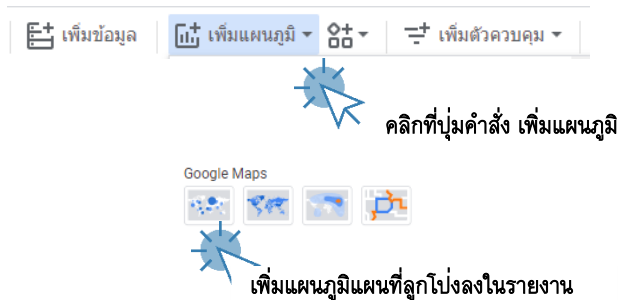 เพิ่มข้อมูล เพิ่มแผนภูมิ เพิ่มตัวควบคุม
คลิกที่ปุ่มคำสั่ง เพิ่มแผนภูมิ
Google Maps
เพิ่มแผนภูมิแผนที่ลูกโป่งลงในรายงาน